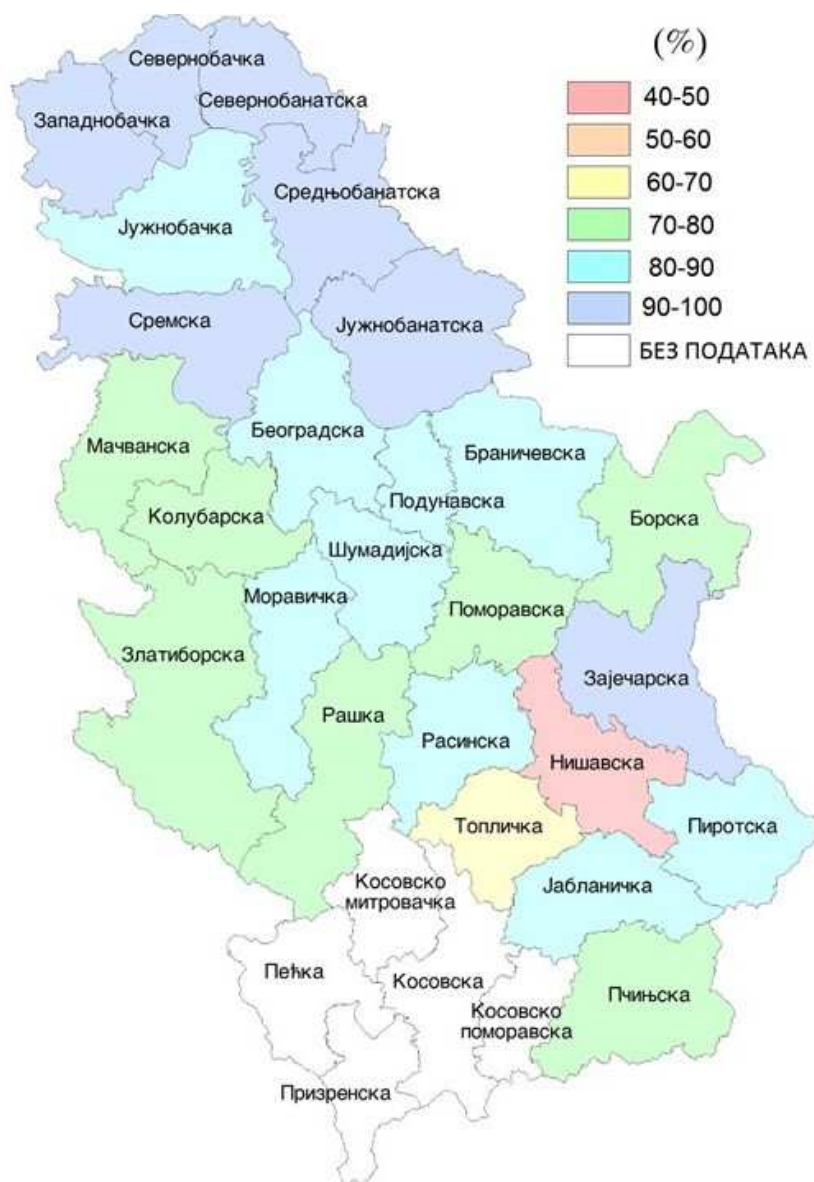 (%)
40-50
50-60
60-70
70-80
80-90
90-100
БЕЗ ПОДАТАКА
Севернобачка
Севернобанатска
Западнобачка
Средњобанатска
Јужнобачка
Сремска
Јужнобанатска
Мачванска
Београдска
Браничевска
Подунавска
Колубарска
Борска
Шумадијска
Моравичка
Поморавска
Златиборска
Зајечарска
Рашка
Расинска
Нишавска
Топличка
Пиротска
Косовско
митровачка
Јабланичка
Пећка
Косовска
Косовско
поморавска
Пчињска
Призренска